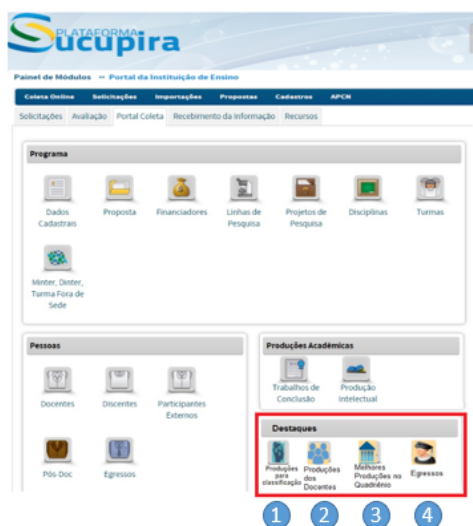 PLATAFORMA
Sucupira
Painel de Módulos ↔ Portal da Instituição de Ensino
Coleta Online Solicitações Importações Propostas Cadastros APCN
Solicitações Avaliação Portal Coleta Recebimento da Informação Recursos
Programa
Dados Cadastrais
Proposta
Financiadores
Linhas de Pesquisa
Projetos de Pesquisa
Disciplinas
Turmas
Minter, Dinter,
Turma Fora de
Sede
Pessoas
Docentes
Discentes
Participantes
Externos
Pós-Doc
Egressos
Produções Acadêmicas
Trabalhos de
Conclusão
Produção
Intelectual
Destaques
Produções
para
classificação
Produções
dos
Docentes
Melhores
Produções no
Quadriênio
Egressos
1 2 3 4